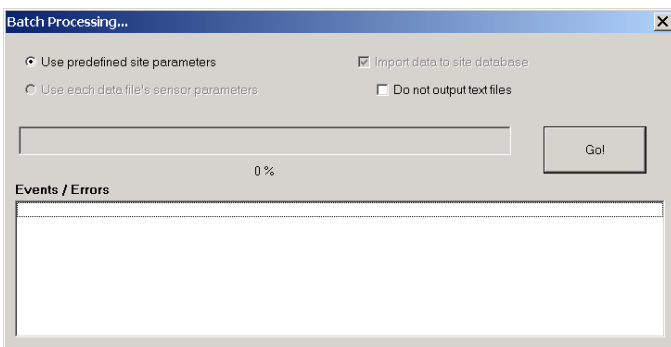 Batch Processing...
Use predefined site parameters
Import data to site database
Use each data file's sensor parameters
Do not output text files
Go!
0 %
Events / Errors